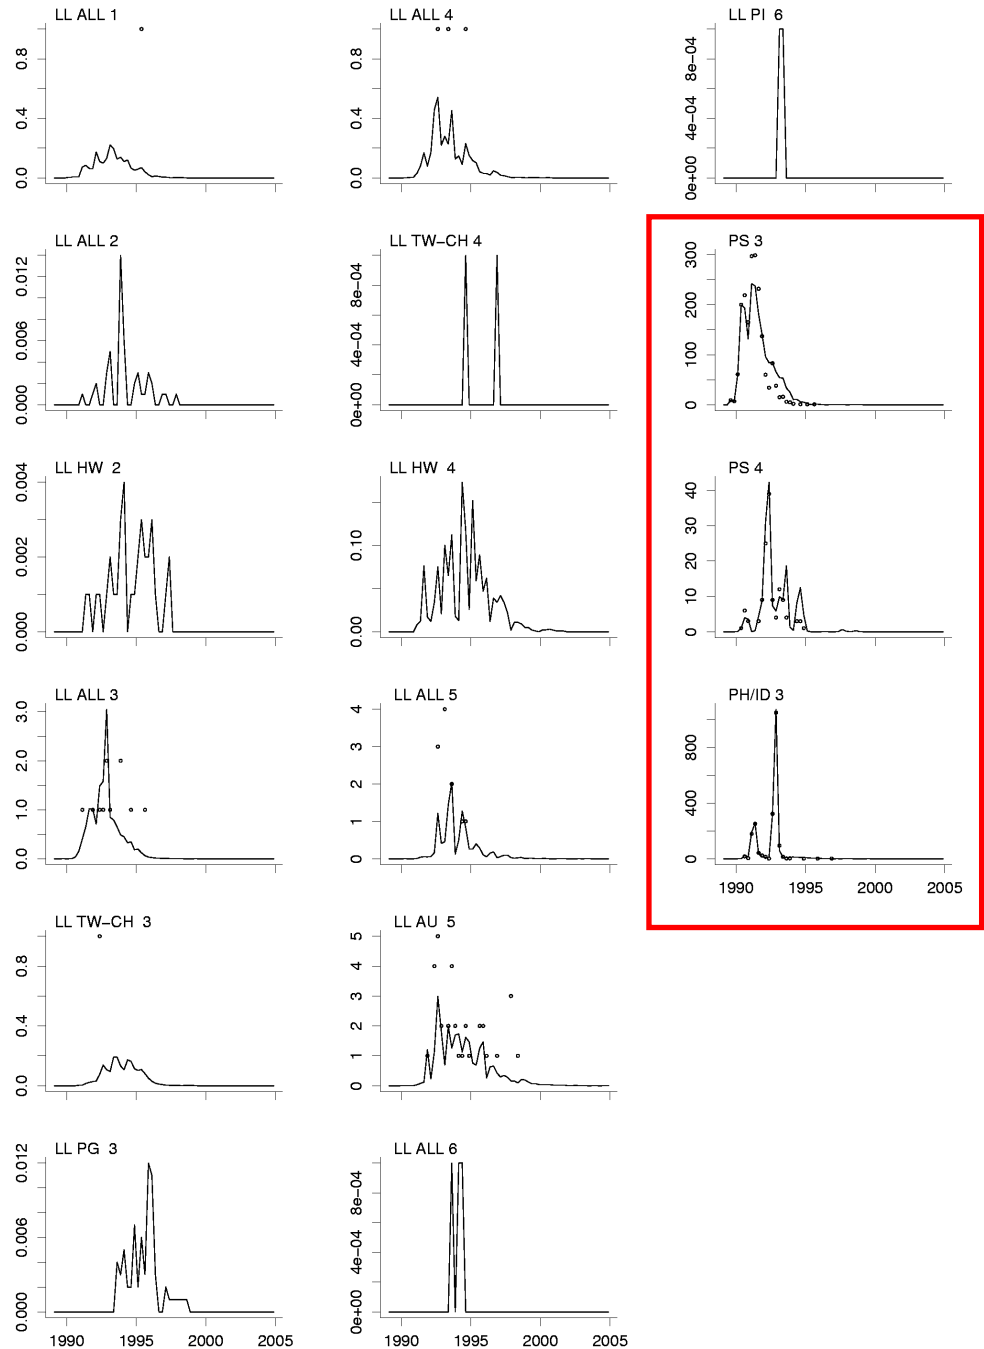 LL ALL 1
0.0 0.4 0.8
LL ALL 4
0.0 0.4 0.8
LL PI 6
0e+00 4e-04 8e-04
LL ALL 2
0.000 0.006 0.012
LL TW-CH 4
0e+00 4e-04 8e-04
PS 3
0 100 200 300
LL HW 2
0.000 0.002 0.004
LL HW 4
0.00 0.10
PS 4
0 10 20 30 40
LL ALL 3
0.0 1.0 2.0 3.0
LL ALL 5
0 1 2 3 4
PH/ID 3
0 400 800
1990 1995 2000 2005
LL TW-CH 3
0.0 0.4 0.8
LL AU 5
0 1 2 3 4 5
LL PG 3
0.000 0.006 0.012
1990 1995 2000 2005
LL ALL 6
0e+00 4e-04 8e-04
1990 1995 2000 2005